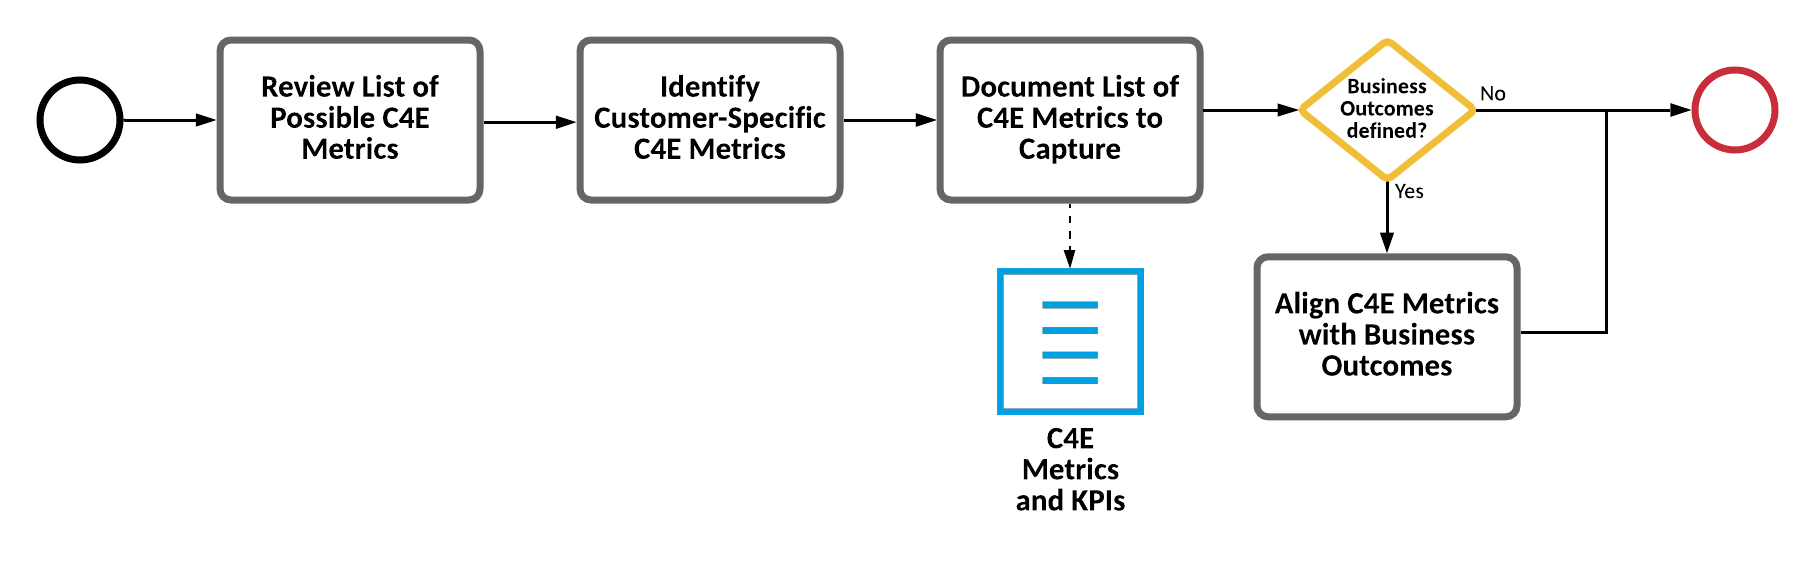 Review List of
Possible C4E
Metrics
Identify
Customer-Specific
C4E Metrics
Document List of
C4E Metrics to
Capture
Business
Outcomes
defined?
No
Yes
Align C4E Metrics
with Business
Outcomes
C4E
Metrics
and KPIs